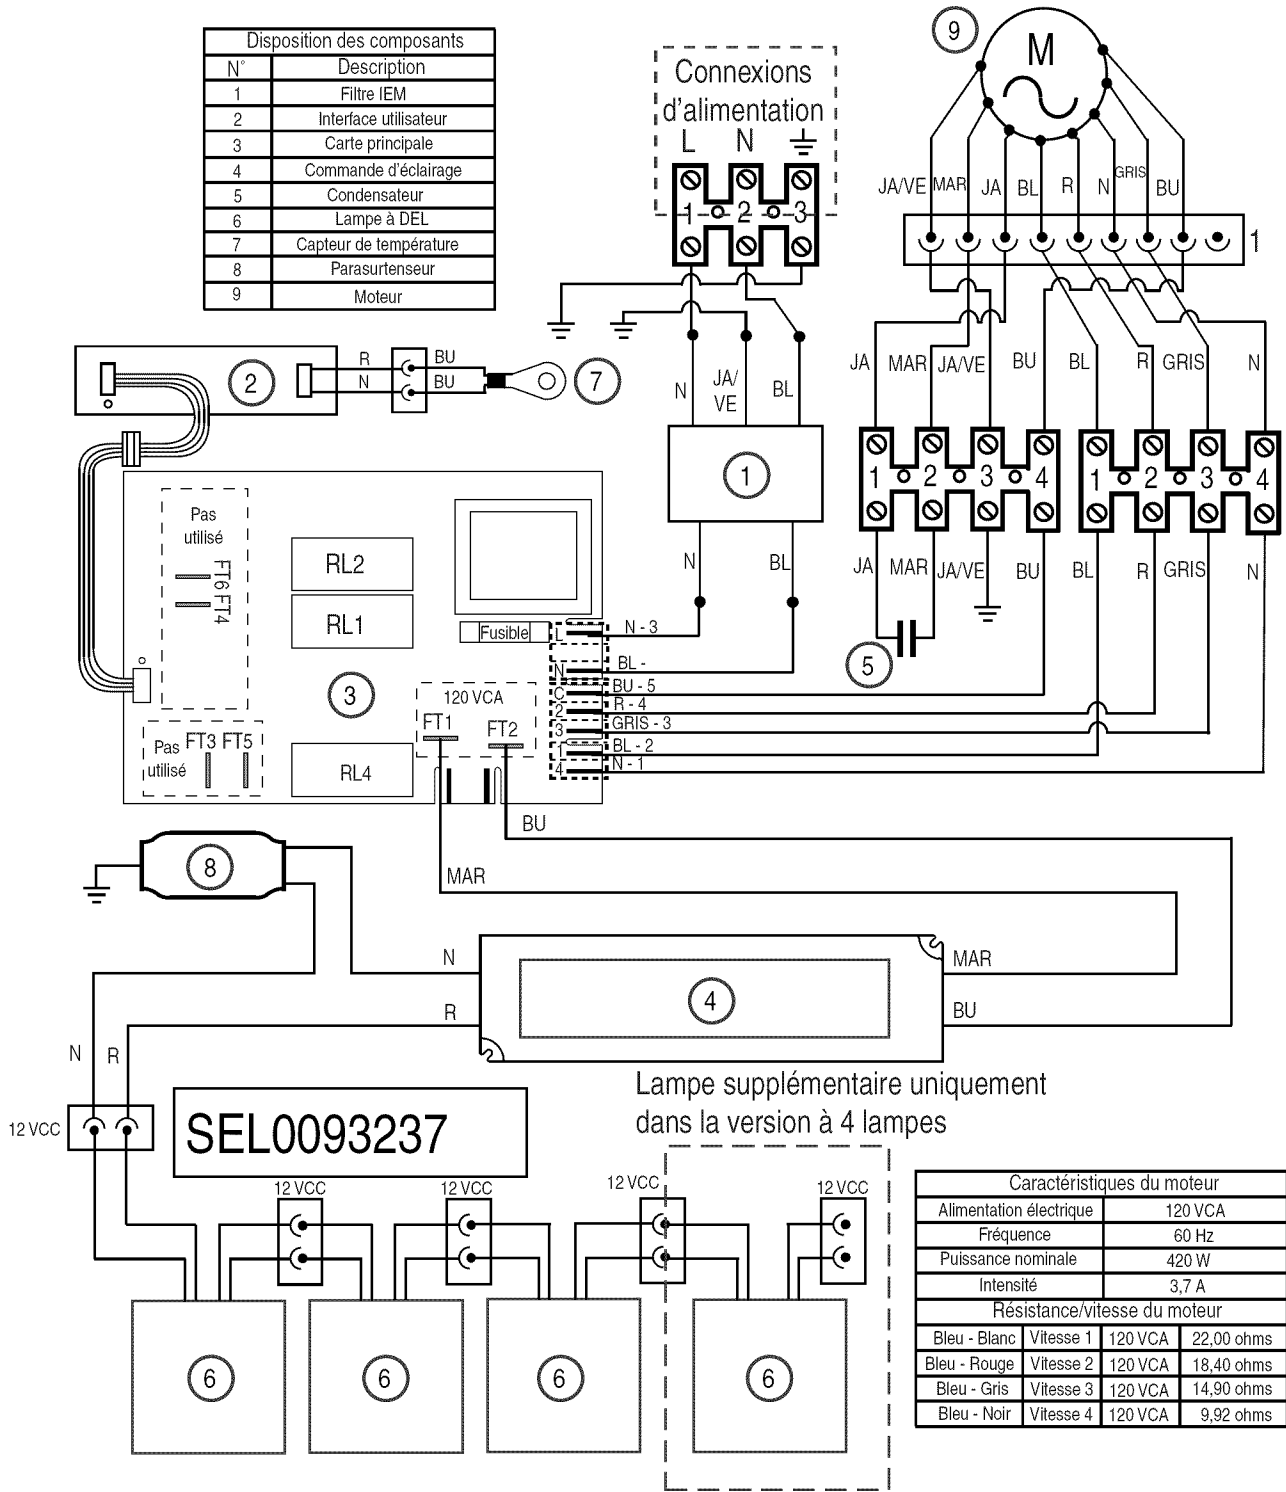 Disposition des composants
N° Description
1 Filtre IEM
2 Interface utilisateur
3 Carte principale
4 Commande d'éclairage
5 Condensateur
6 Lampe à DEL
7 Capteur de température
8 Parasurtenseur
9 Moteur
Connexions
d'alimentation
L N
1 2 3
9
M
JA/VE MAR JA BL R N GRIS BU
1
2
R BU
N BU
7
N JA/
VE BL
1
N BL
JA MAR JA/VE BU BL R GRIS N
1 2 3 4 1 2 3 4
JA MAR JA/VE BU BL R GRIS N
5
Pas
utilisé
FT6 FT4
RL2
RL1
Fusible
3
120 VCA
FT1 FT2
Pas
utilisé
FT3 FT5
RL4
L N - 3
N BL -
C BU - 5
2 R - 4
3 GRIS - 3
1 BL - 2
4 N - 1
BU
MAR
8
N
R
4
MAR
BU
N R
12 VCC
SEL0093237
Lampe supplémentaire uniquement
dans la version à 4 lampes
12 VCC 12 VCC 12 VCC 12 VCC
6 6 6 6
Caractéristiques du moteur
Alimentation électrique 120 VCA
Fréquence 60 Hz
Puissance nominale 420 W
Intensité 3,7 A
Résistance/vitesse du moteur
Bleu - Blanc Vitesse 1 120 VCA 22,00 ohms
Bleu - Rouge Vitesse 2 120 VCA 18,40 ohms
Bleu - Gris Vitesse 3 120 VCA 14,90 ohms
Bleu - Noir Vitesse 4 120 VCA 9,92 ohms